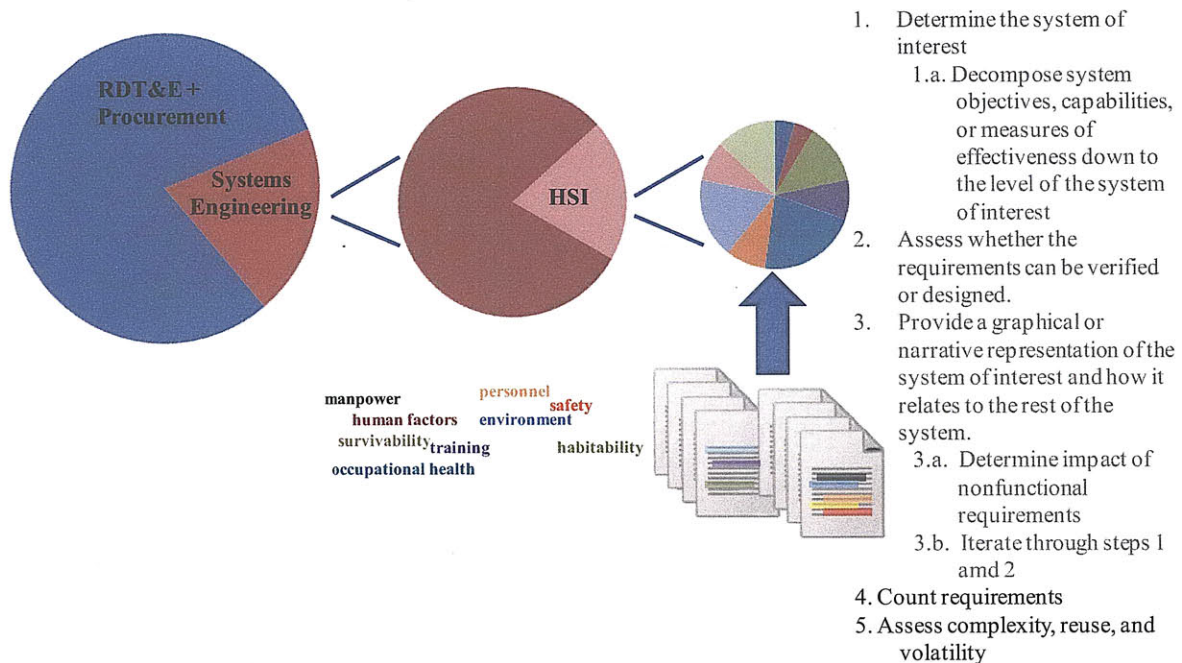 RDT&E +
Procurement
Systems
Engineering
HSI
manpower
personnel
safety
human factors
environment
survivability
training
habitability
occupational health
1. Determine the system of
interest
1.a. Decompose system
objectives, capabilities,
or measures of
effectiveness down to
the level of the system
of interest
2. Assess whether the
requirements can be verified
or designed.
3. Provide a graphical or
narrative representation of the
system of interest and how it
relates to the rest of the
system.
3.a. Determine impact of
nonfunctional
requirements
3.b. Iterate through steps 1
amd 2
4. Count requirements
5. Assess complexity, reuse, and
volatility